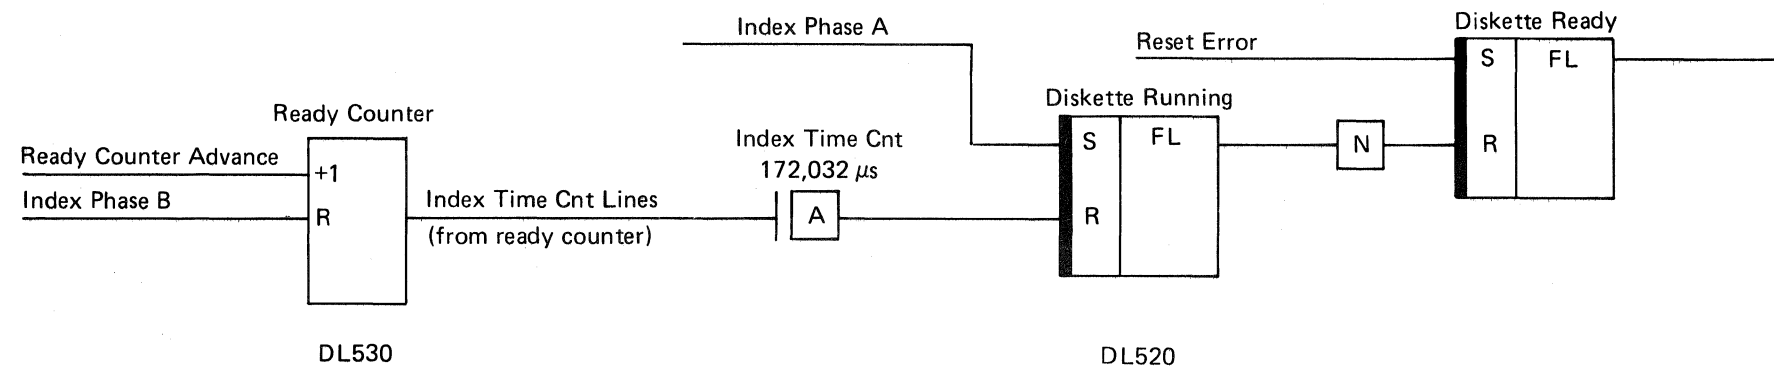 Index Phase A
Reset Error
Diskette Ready
S
FL
R
Diskette Running
S
FL
R
N
Ready Counter
Ready Counter Advance
+1
Index Phase B
R
Index Time Cnt Lines
(from ready counter)
Index Time Cnt
172,032 μs
A
DL530
DL520